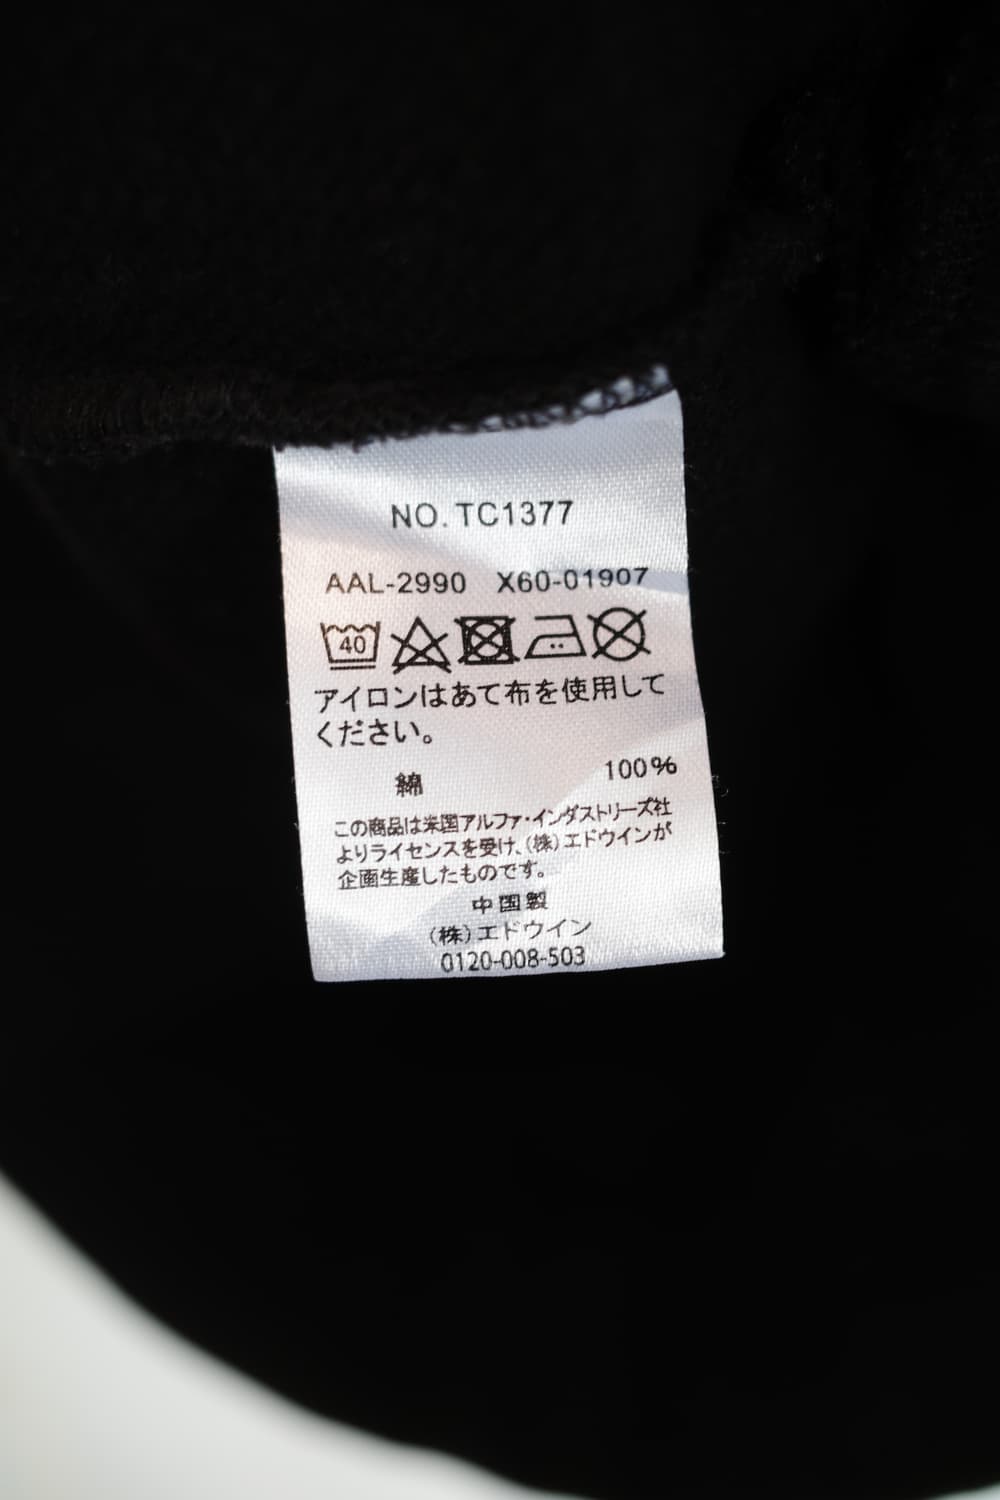 NO. TC1377
AAL-2990 X60-01907
40
アイロンはあて布を使用して
ください。
綿 100%
この商品は米国アルファ・インダストリーズ社
よりライセンスを受け、(株)エドウインが
企画生産したものです。
中国製
(株)エドウイン
0120-008-503